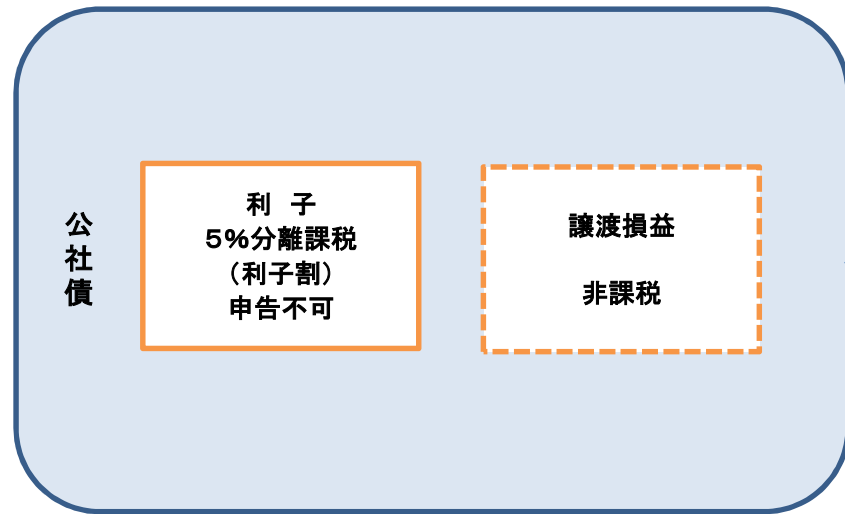 公社債
利　子
５％分離課税
（利子割）
申告不可
譲渡損益
非課税